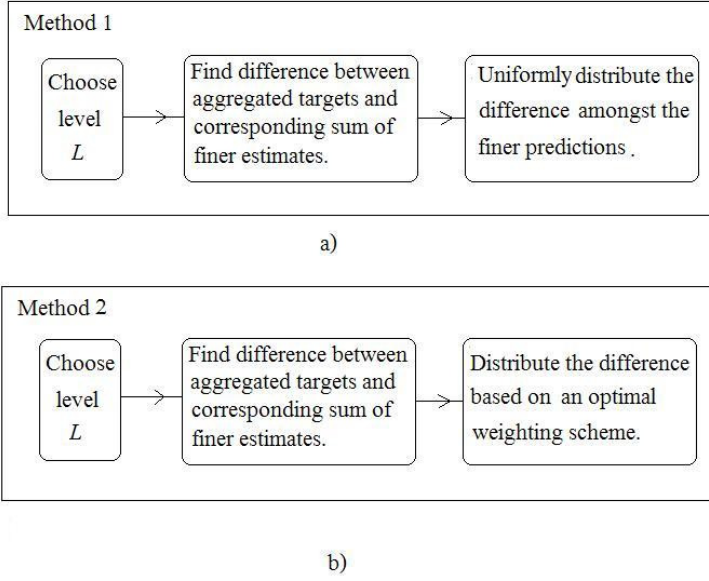 Method 1
Choose
level
L
Find difference between
aggregated targets and
corresponding sum of
finer estimates.
Uniformly distribute the
difference amongst the
finer predictions .
a)
Method 2
Choose
level
L
Find difference between
aggregated targets and
corresponding sum of
finer estimates.
Distribute the difference
based on an optimal
weighting scheme.
b)